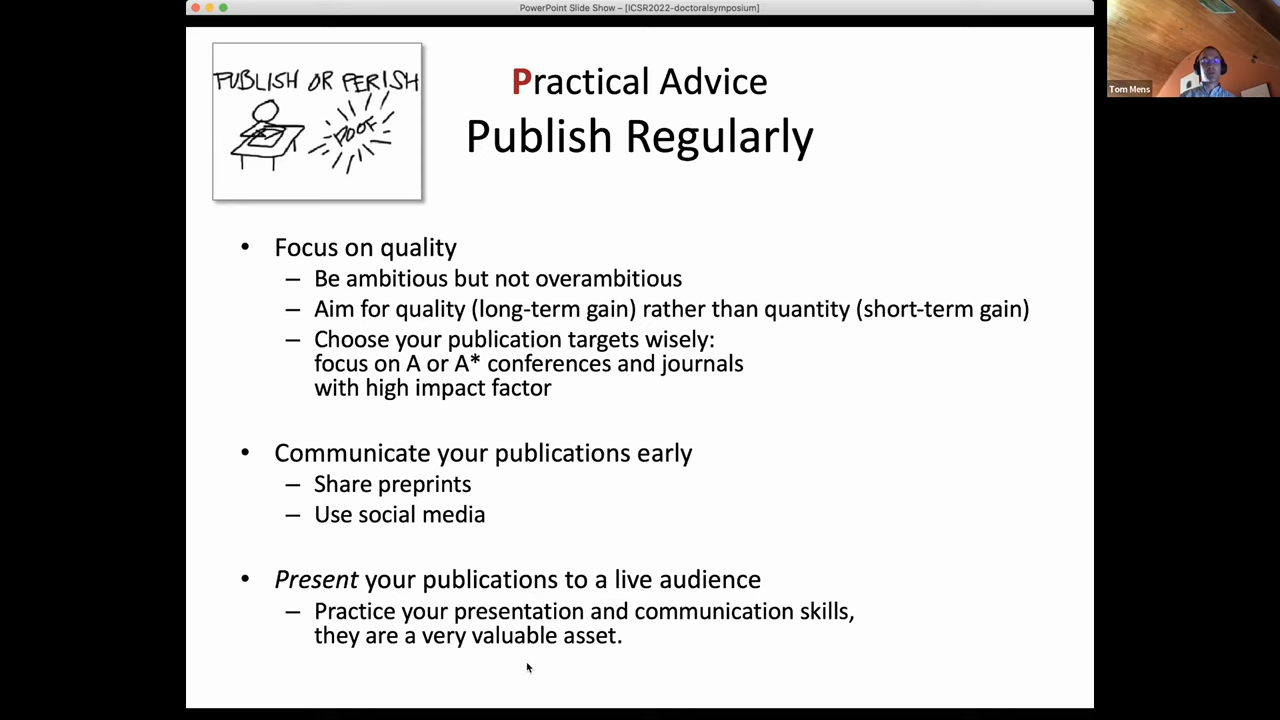 PowerPoint Slide Show – [ICSR2022-doctoralsymposium]
PUBLISH OR PERISH
POOF
Practical Advice
Publish Regularly
Tom Mens
• Focus on quality
– Be ambitious but not overambitious
– Aim for quality (long-term gain) rather than quantity (short-term gain)
– Choose your publication targets wisely:
focus on A or A* conferences and journals
with high impact factor
• Communicate your publications early
– Share preprints
– Use social media
• Present your publications to a live audience
– Practice your presentation and communication skills,
they are a very valuable asset.